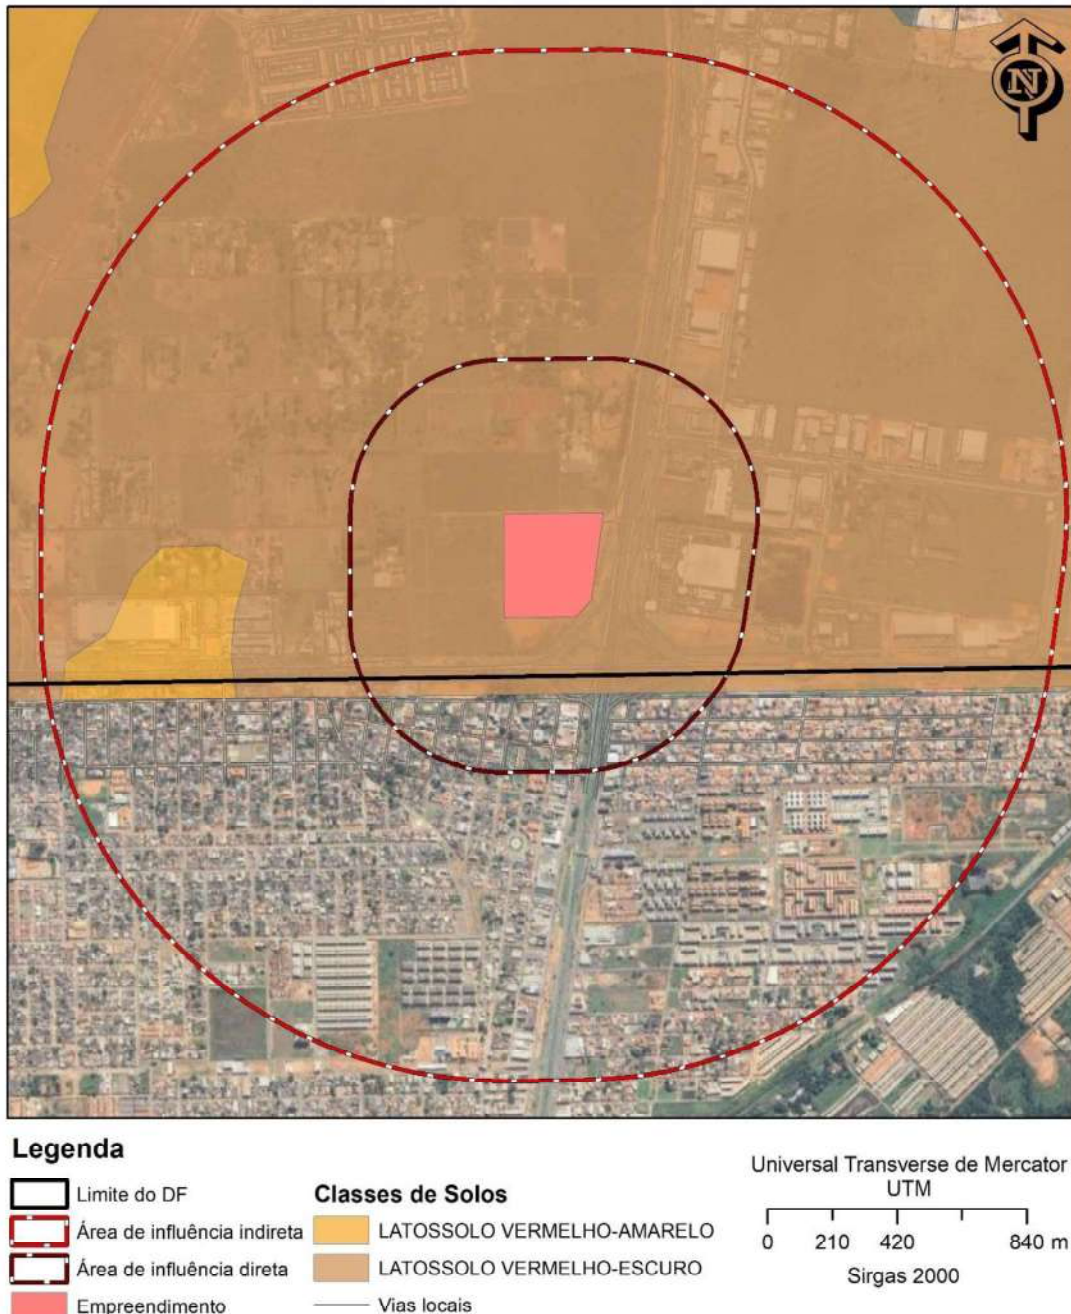 N
Legenda
Limite do DF
Área de influência indireta
Área de influência direta
Empreendimento
Classes de Solos
LATOSSOLO VERMELHO-AMARELO
LATOSSOLO VERMELHO-ESCURO
Vias locais
Universal Transverse de Mercator
UTM
0 210 420 840 m
Sirgas 2000